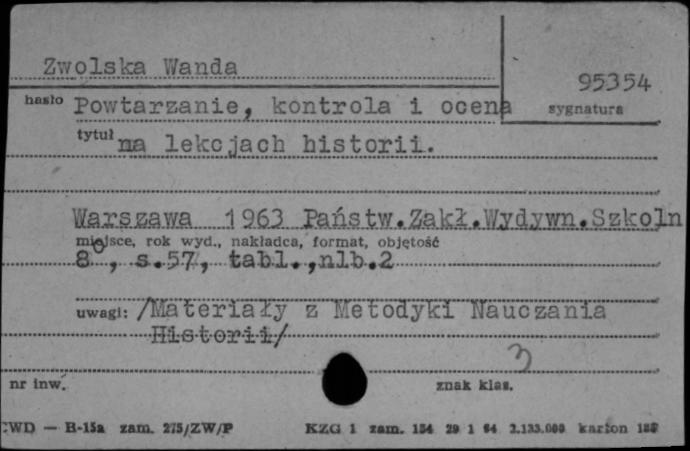 Zwolska Wanda
95354
hasło Powtarzanie, kontrola i ocena
sygnatura
tytuł na lekcjach historii.
Warszawa 1963 Państw.Zakł.Wydywn.Szkoln
miejsce, rok wyd., nakładca, format, objętość
8°, s.57, tabl.,nlb.2
uwagi: /Materiały z Metodyki Nauczania
Historii/
3
nr inw. znak klas.
CWD — B-15a zam. 275/ZW/P KZG 1 zam. 154 29 1 64 2.133.000 karton